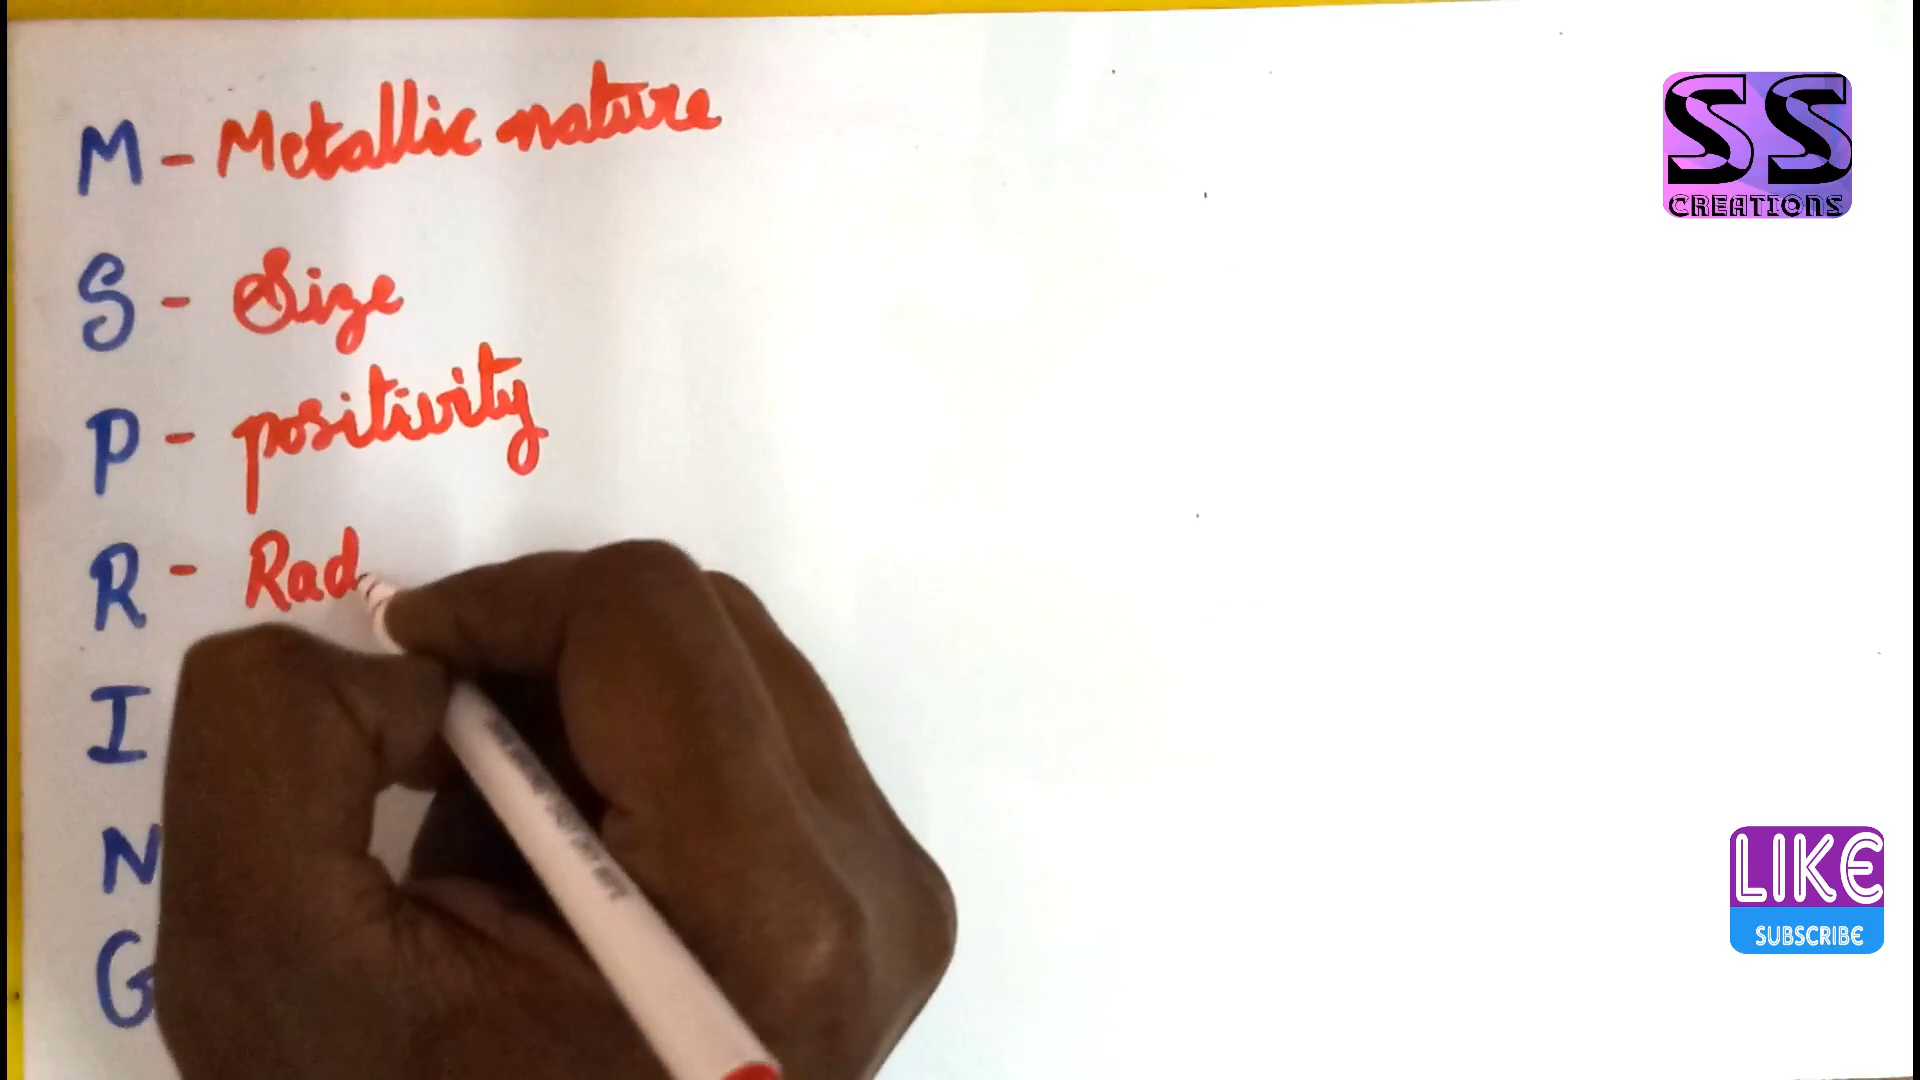 M - Metallic nature
S - Size
P - positivity
R - Rad
I
N
G
SS
CREATIONS
LIKE
SUBSCRIBE